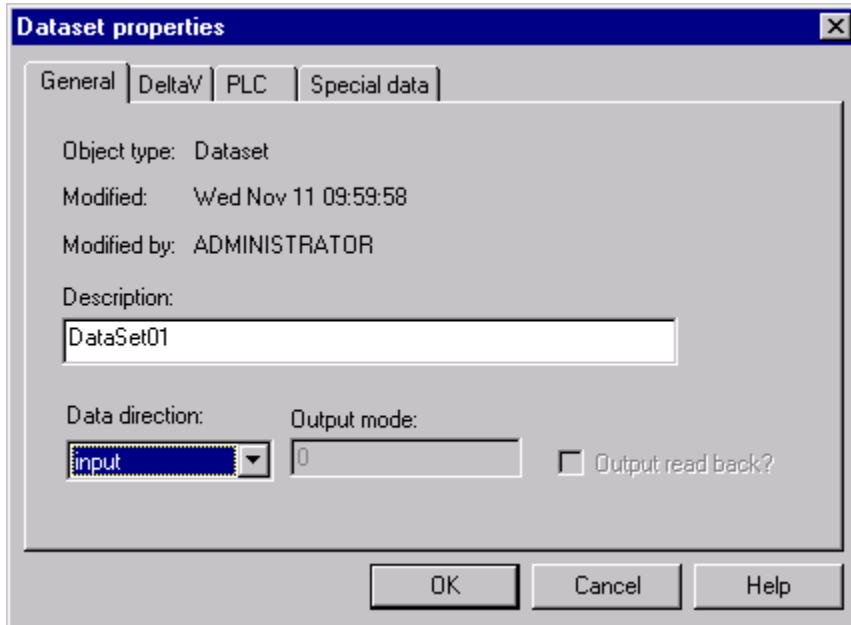 Dataset properties
General DeltaV PLC Special data
Object type: Dataset
Modified: Wed Nov 11 09:59:58
Modified by: ADMINISTRATOR
Description:
DataSet01
Data direction: Output mode:
input 0 Output read back?
OK Cancel Help